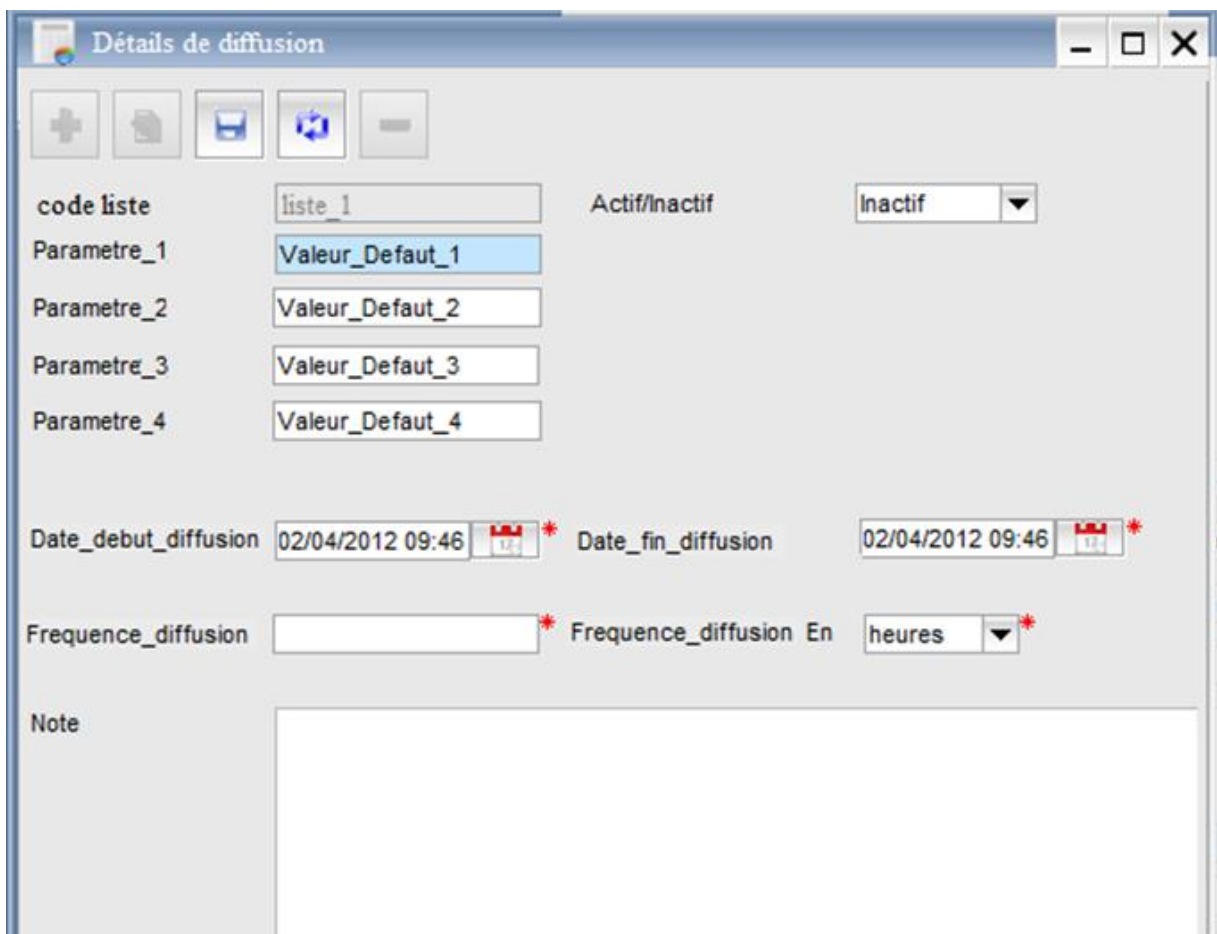 Détails de diffusion
code liste liste_1 Actif/Inactif Inactif
Parametre_1 Valeur_Defaut_1
Parametre_2 Valeur_Defaut_2
Parametre_3 Valeur_Defaut_3
Parametre_4 Valeur_Defaut_4
Date_debut_diffusion 02/04/2012 09:46 * Date_fin_diffusion 02/04/2012 09:46 *
Frequence_diffusion * Frequence_diffusion En heures *
Note